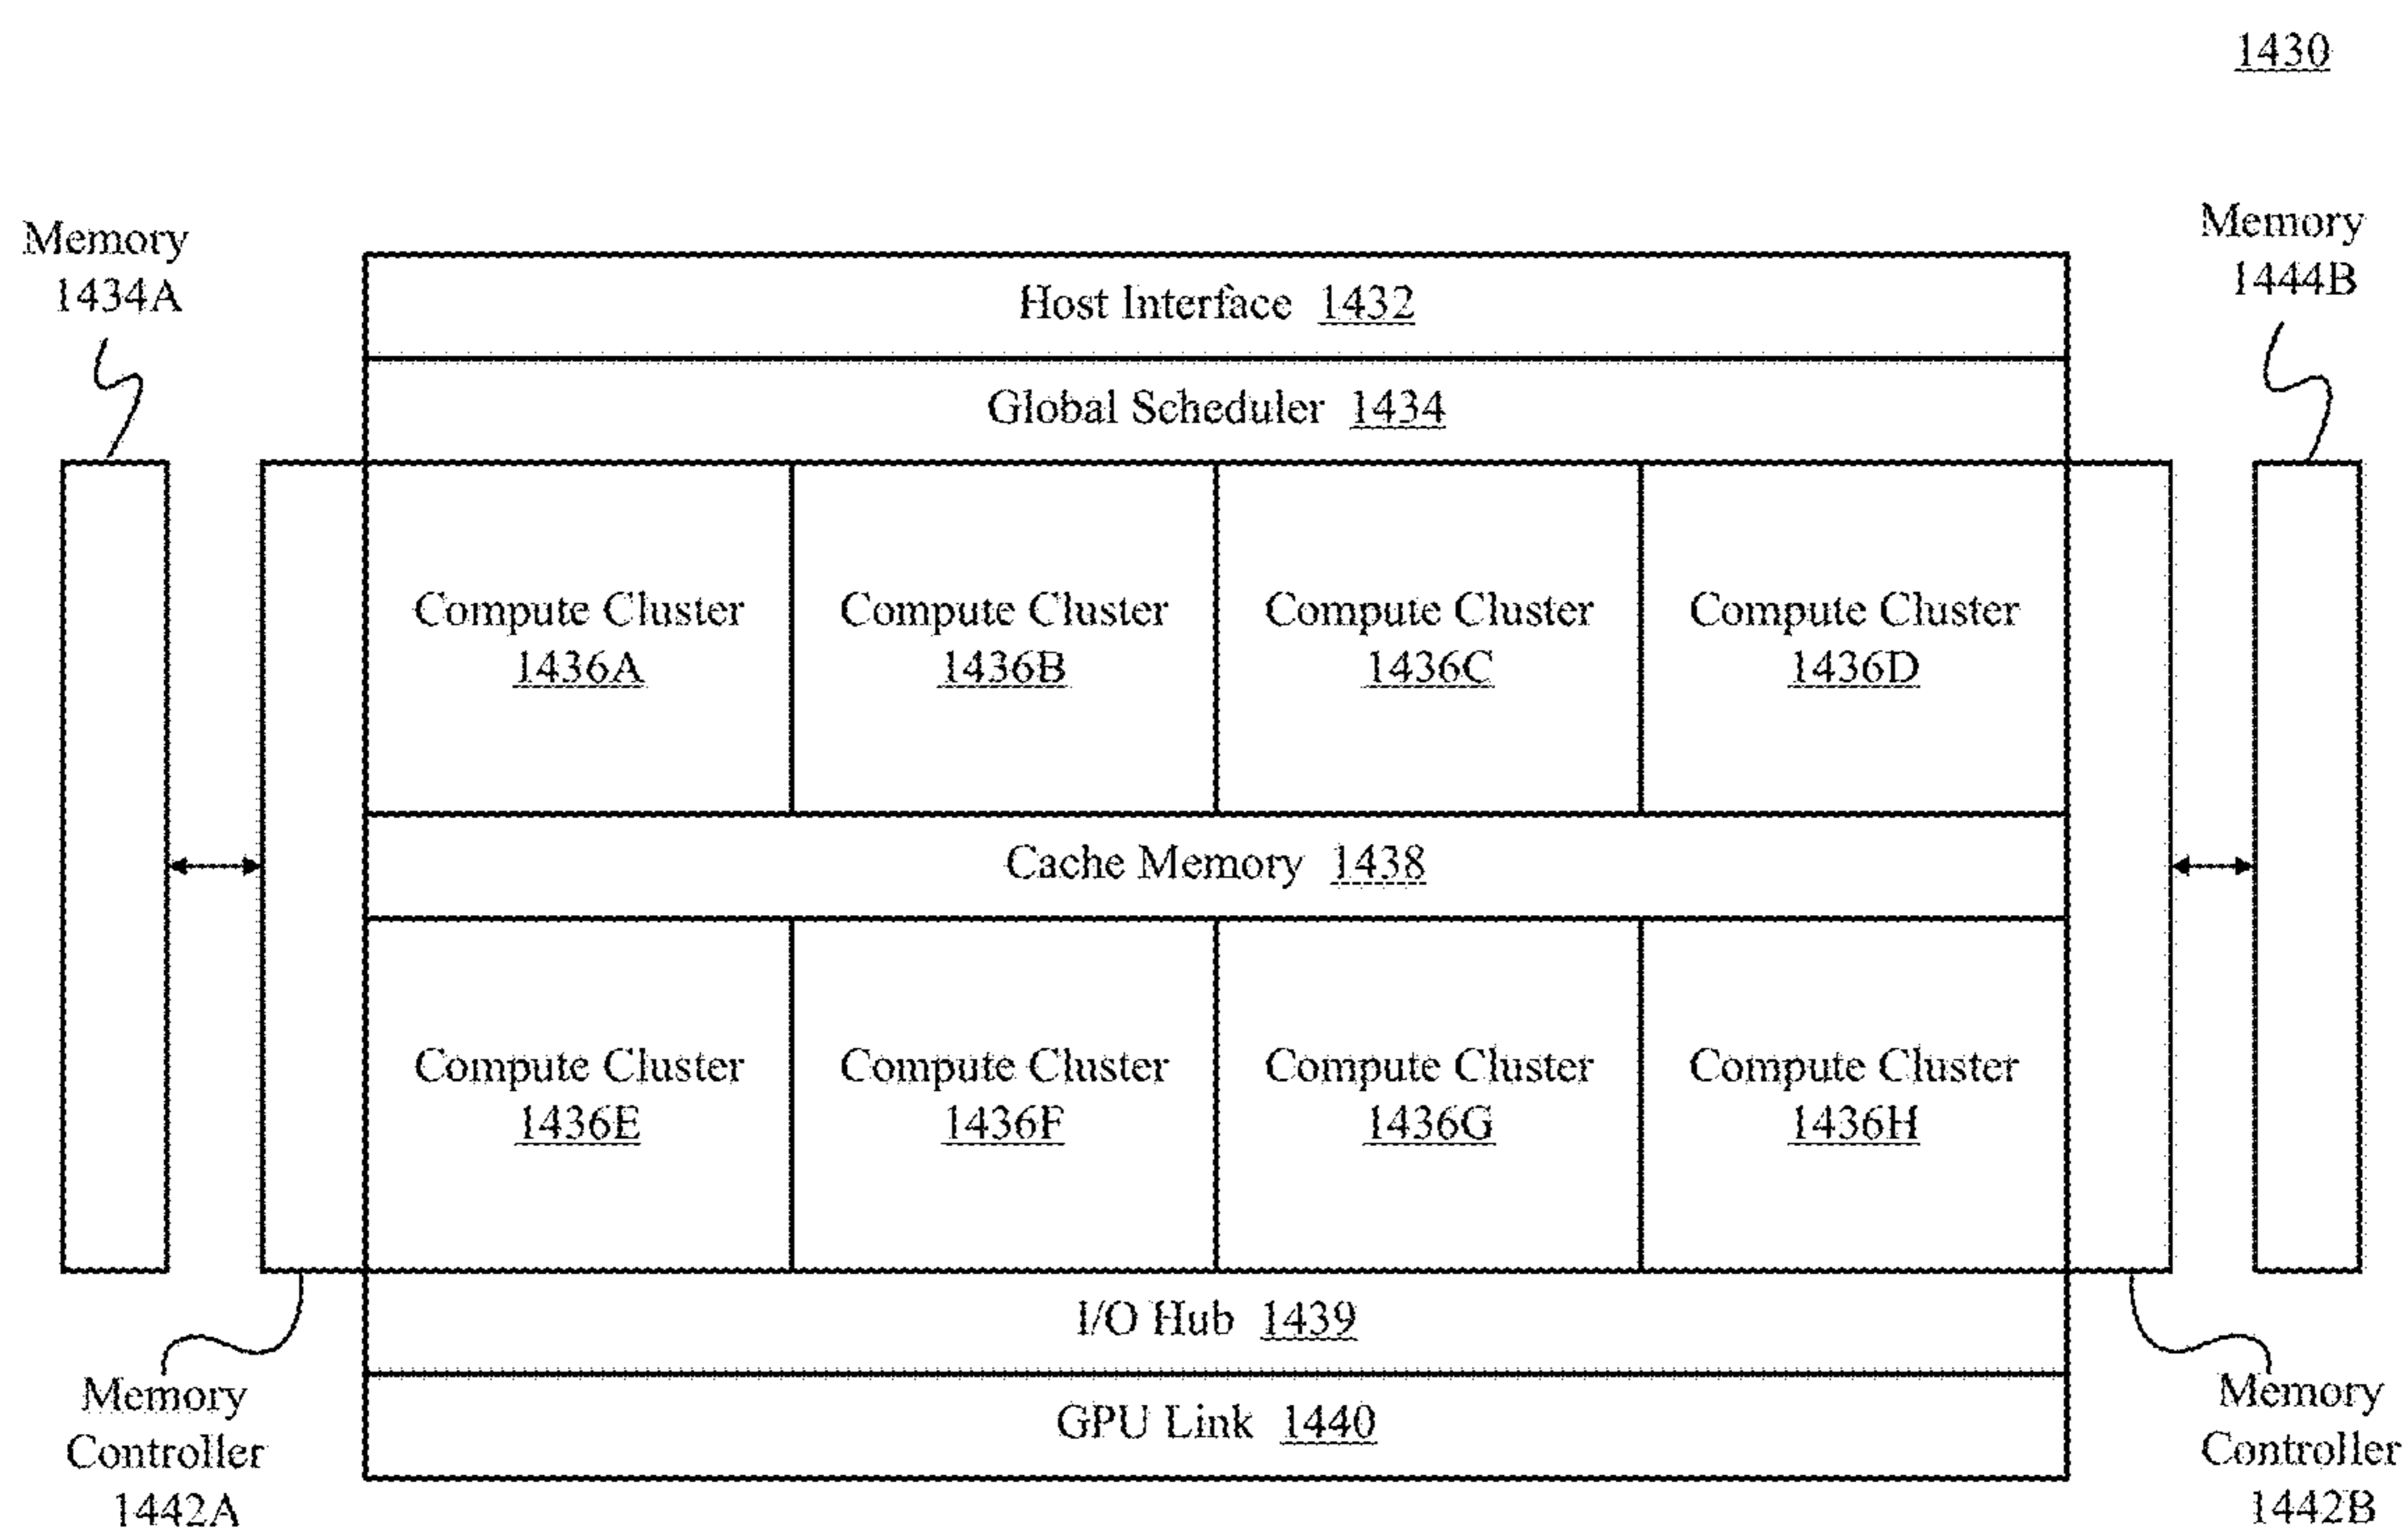 1430
Memory
1434A
Memory
1444B
Host Interface 1432
Global Scheduler 1434
Compute Cluster
1436A
Compute Cluster
1436B
Compute Cluster
1436C
Compute Cluster
1436D
Cache Memory 1438
Compute Cluster
1436E
Compute Cluster
1436F
Compute Cluster
1436G
Compute Cluster
1436H
I/O Hub 1439
GPU Link 1440
Memory
Controller
1442A
Memory
Controller
1442B